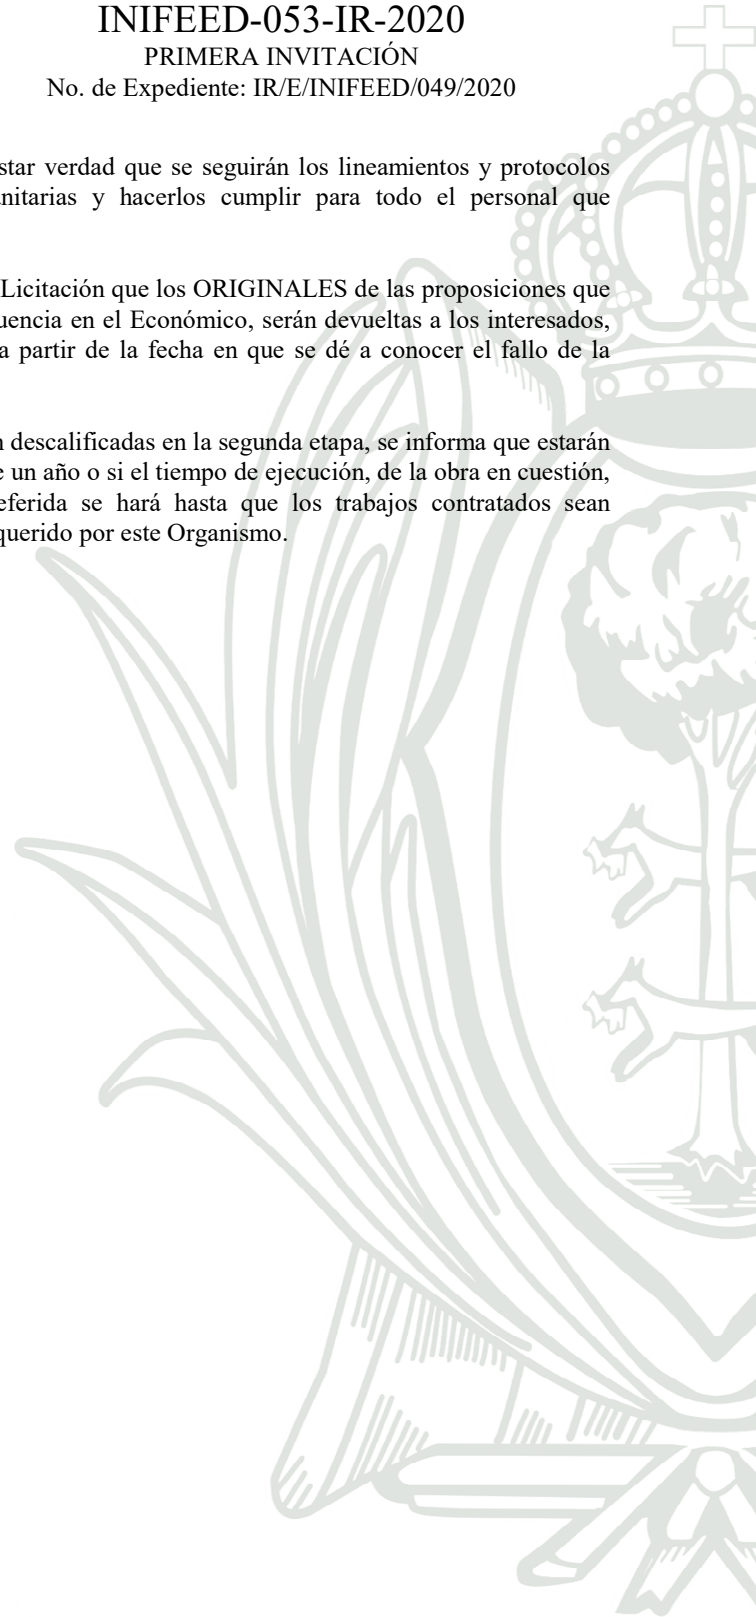 INIFEED-053-IR-2020
PRIMERA INVITACIÓN
No. de Expediente: IR/E/INIFEED/049/2020
star verdad que se seguirán los lineamientos y protocolos
nitarias y hacerlos cumplir para todo el personal que
Licitación que los ORIGINALES de las proposiciones que
uencia en el Económico, serán devueltas a los interesados,
a partir de la fecha en que se dé a conocer el fallo de la
n descalificadas en la segunda etapa, se informa que estarán
e un año o si el tiempo de ejecución, de la obra en cuestión,
eferida se hará hasta que los trabajos contratados sean
querido por este Organismo.